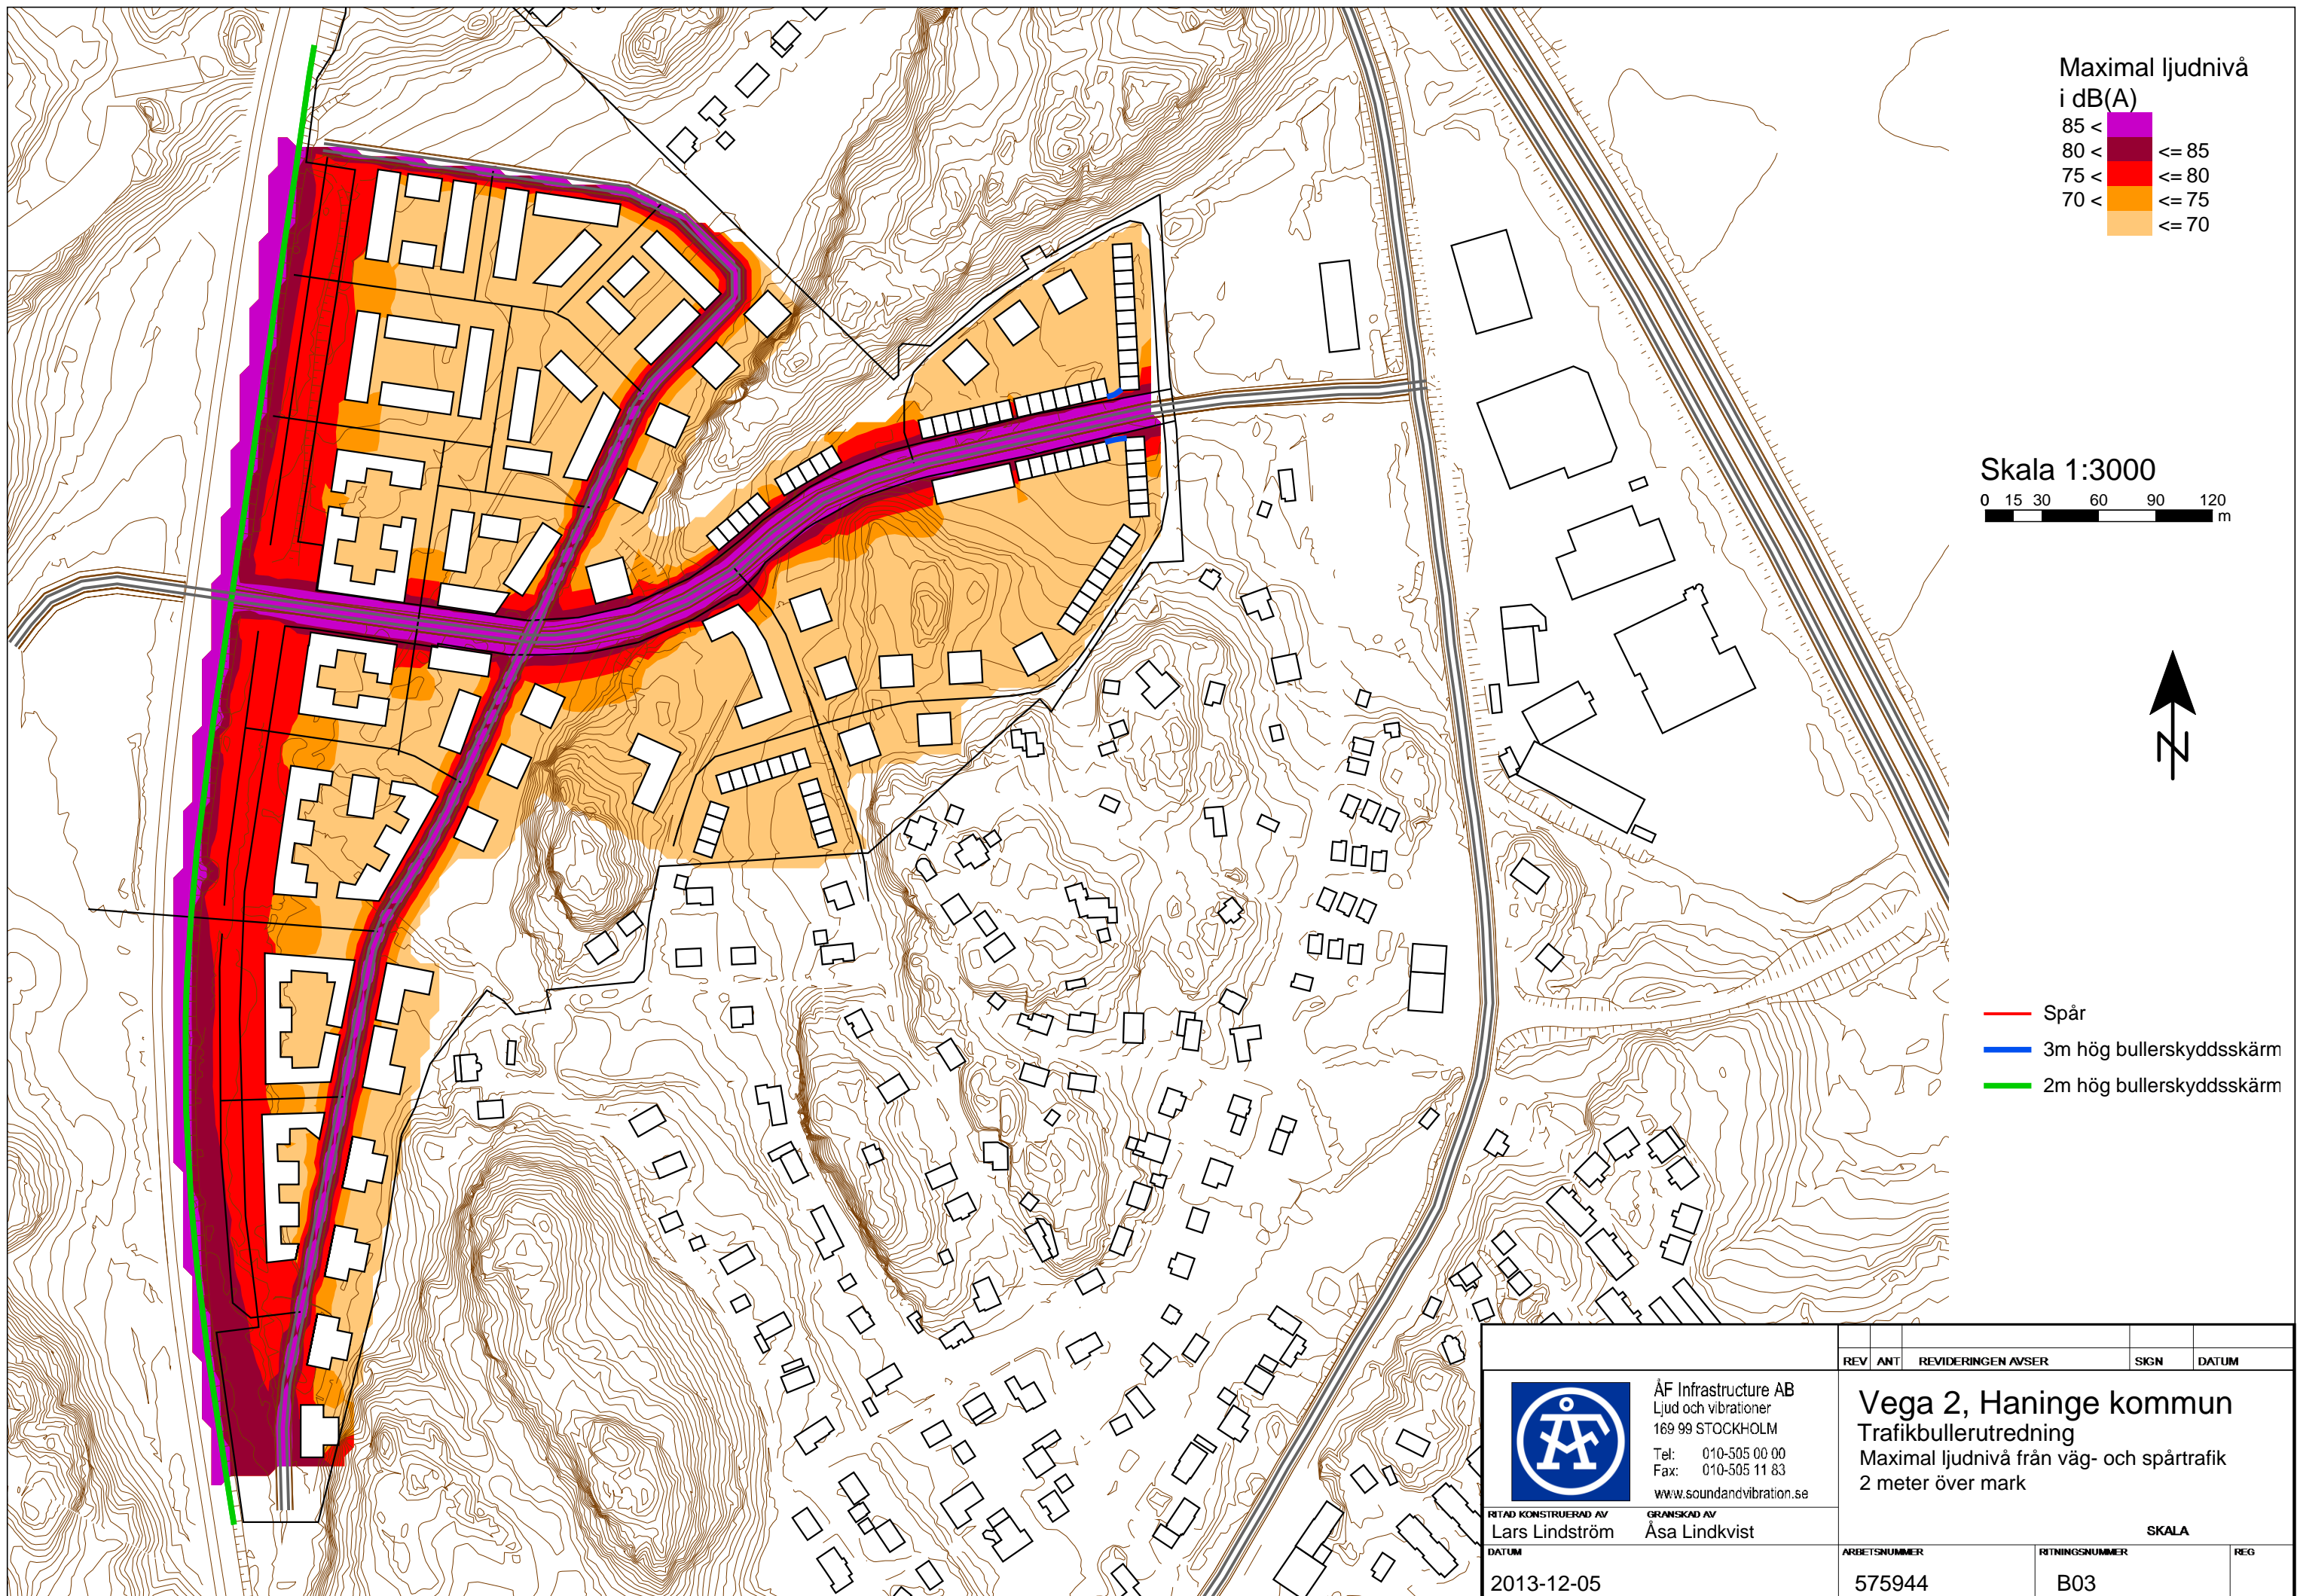 Maximal ljudnivå
i dB(A)
85 <
80 < <= 85
75 < <= 80
70 < <= 75
<= 70
Skala 1:3000
0 15 30 60 90 120
m
N
Spår
3m hög bullerskyddsskärm
2m hög bullerskyddsskärm
REV ANT REVIDERINGEN AVSER SIGN DATUM
ÅF
ÅF Infrastructure AB
Ljud och vibrationer
169 99 STOCKHOLM
Tel: 010-505 00 00
Fax: 010-505 11 83
www.soundandvibration.se
Vega 2, Haninge kommun
Trafikbullerutredning
Maximal ljudnivå från väg- och spårtrafik
2 meter över mark
RITAD KONSTRUERAD AV GRANSKAD AV
Lars Lindström Åsa Lindkvist
SKALA
DATUM ARBETSNUMMER RITNINGSNUMMER REG
2013-12-05 575944 B03